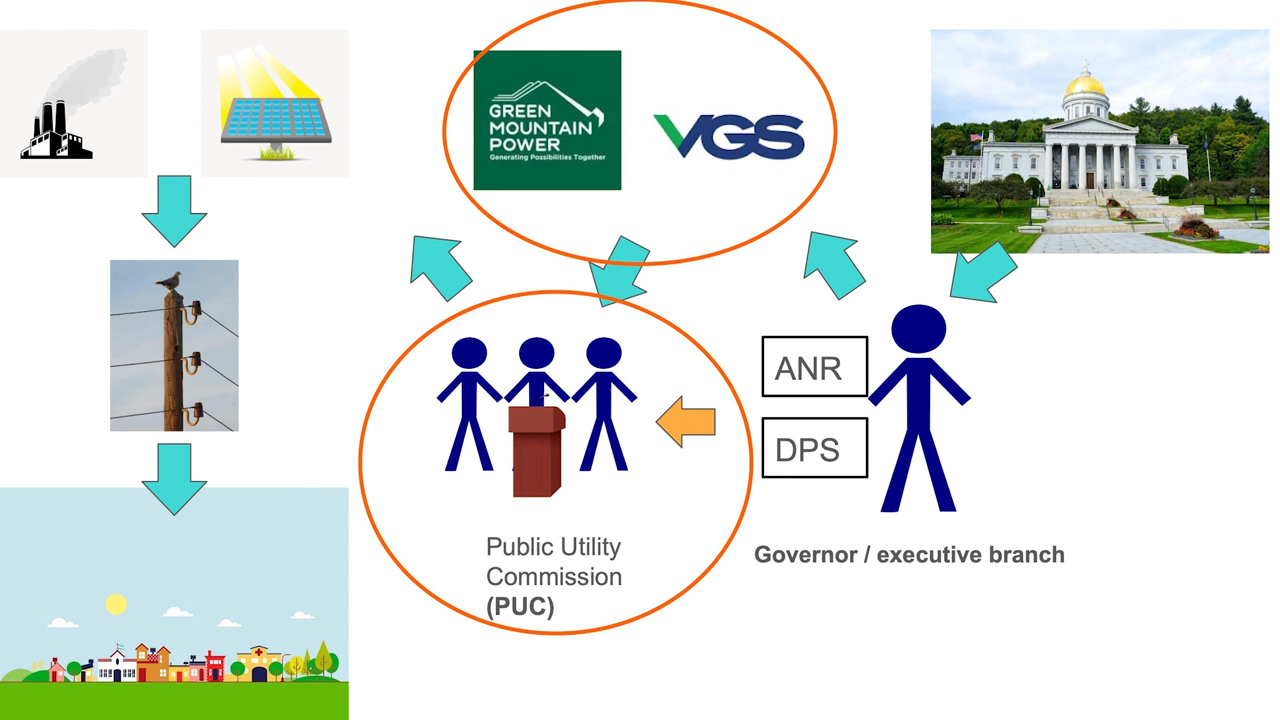 GREEN
MOUNTAIN
POWER
Generating Possibilities Together
VGS
ANR
DPS
Public Utility
Commission
(PUC)
Governor / executive branch